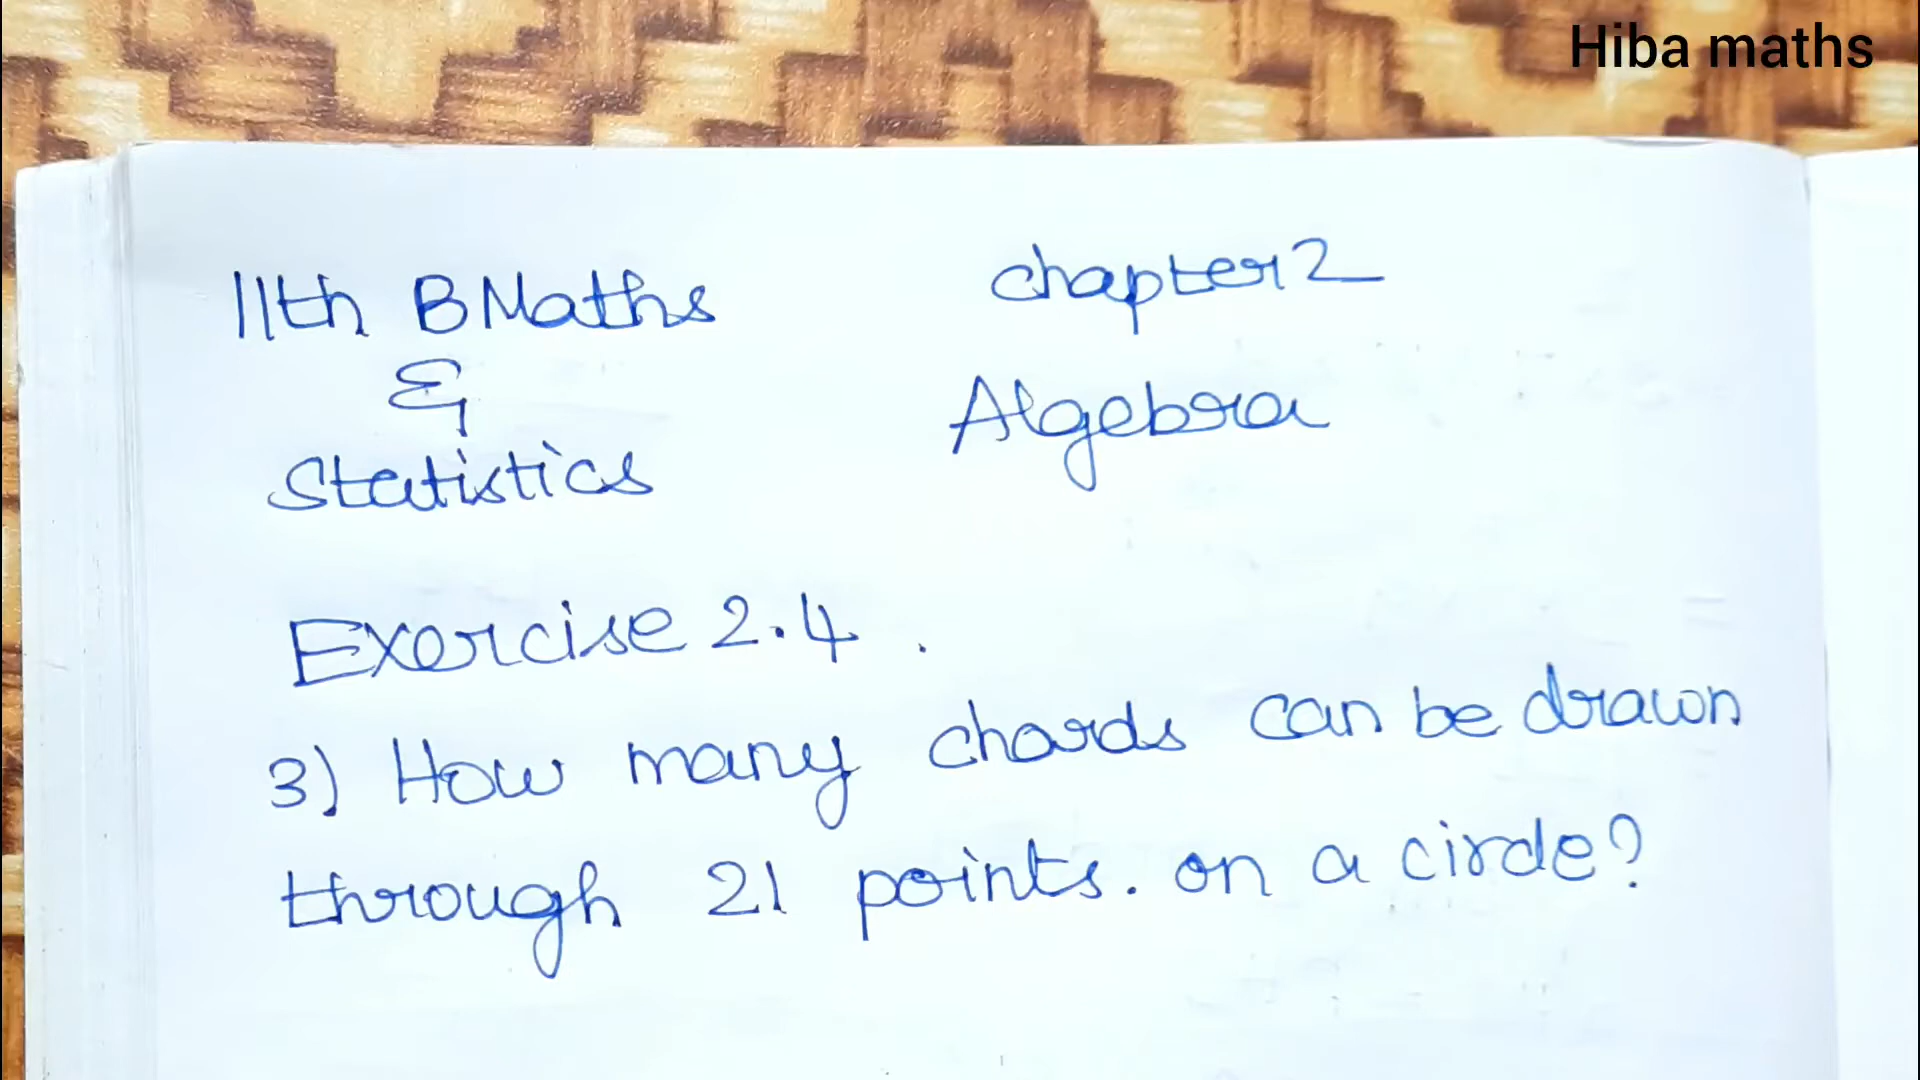 Hiba maths
11th BMaths
&
Statistics
chapter 2
Algebra
Exercise 2.4 .
3) How many chords can be drawn
through 21 points. on a circle?